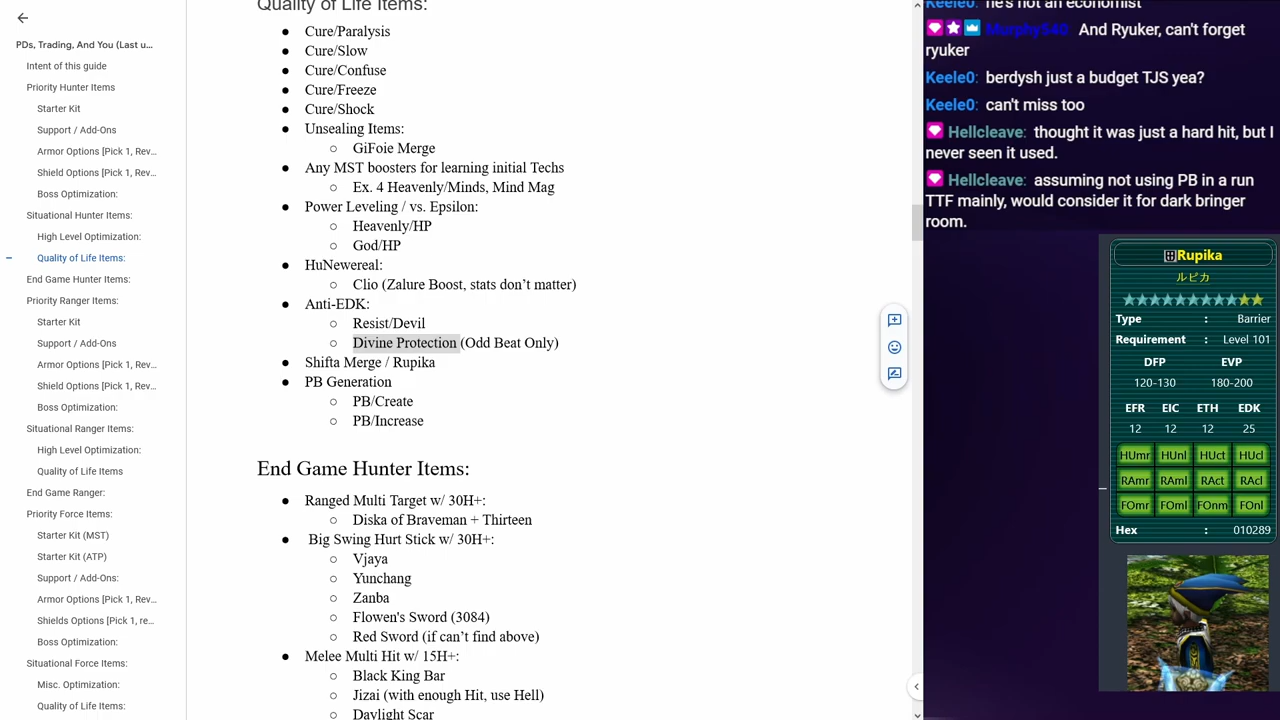 PDs, Trading, And You (Last u...
Intent of this guide
Priority Hunter Items
Starter Kit
Support / Add-Ons
Armor Options [Pick 1, Rev...
Shield Options [Pick 1, Rev...
Boss Optimization:
Situational Hunter Items:
High Level Optimization:
Quality of Life Items:
End Game Hunter Items:
Priority Ranger Items:
Starter Kit
Support / Add-Ons:
Armor Options [Pick 1, Rev...
Shield Options [Pick 1, Rev...
Boss Optimization:
Situational Ranger Items:
High Level Optimization:
Quality of Life Items
End Game Ranger:
Priority Force Items:
Starter Kit (MST)
Starter Kit (ATP)
Support / Add-Ons:
Armor Options [Pick 1, Rev...
Shields Options [Pick 1, re...
Boss Optimization:
Situational Force Items:
Misc. Optimization:
Quality of Life Items:
Quality of Life Items:
Cure/Paralysis
Cure/Slow
Cure/Confuse
Cure/Freeze
Cure/Shock
Unsealing Items:
GiFoie Merge
Any MST boosters for learning initial Techs
Ex. 4 Heavenly/Minds, Mind Mag
Power Leveling / vs. Epsilon:
Heavenly/HP
God/HP
HuNewereal:
Clio (Zalure Boost, stats don’t matter)
Anti-EDK:
Resist/Devil
Divine Protection (Odd Beat Only)
Shifta Merge / Rupika
PB Generation
PB/Create
PB/Increase
End Game Hunter Items:
Ranged Multi Target w/ 30H+:
Diska of Braveman + Thirteen
Big Swing Hurt Stick w/ 30H+:
Vjaya
Yunchang
Zanba
Flowen's Sword (3084)
Red Sword (if can’t find above)
Melee Multi Hit w/ 15H+:
Black King Bar
Jizai (with enough Hit, use Hell)
Daylight Scar
Keele0: he's not an economist
Murphy540 And Ryuker, can't forget
ryuker
Keele0: berdysh just a budget TJS yea?
Keele0: can't miss too
Hellcleave: thought it was just a hard hit, but I
never seen it used.
Hellcleave: assuming not using PB in a run
TTF mainly, would consider it for dark bringer
room.
Rupika
ルピカ
Type : Barrier
Requirement : Level 101
DFP EVP
120-130 180-200
EFR EIC ETH EDK
12 12 12 25
HUmr HUnl HUct HUcl
RAmr RAml RAct RAcl
FOmr FOml FOnm FOnl
Hex : 010289